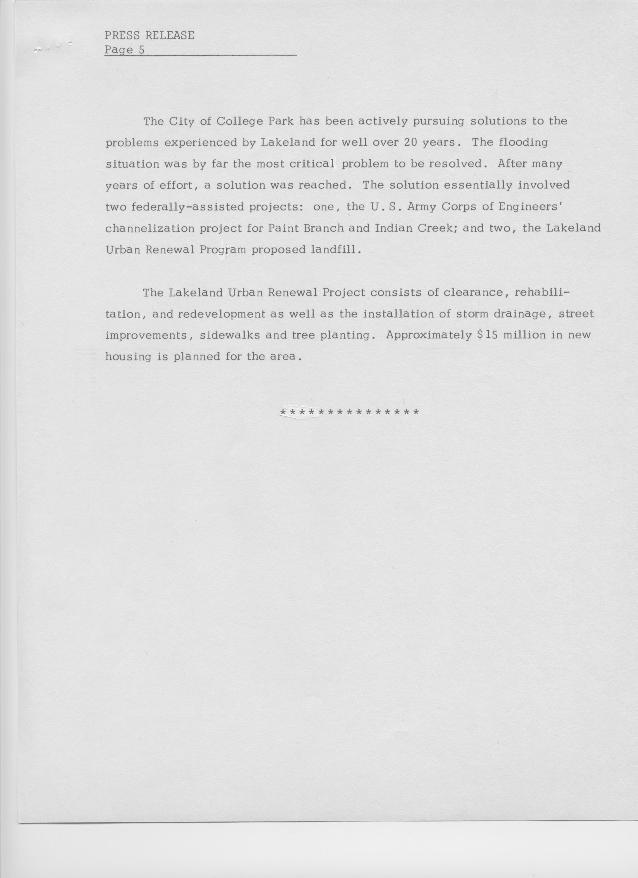 PRESS RELEASE
Page 5
The City of College Park has been actively pursuing solutions to the
problems experienced by Lakeland for well over 20 years. The flooding
situation was by far the most critical problem to be resolved. After many
years of effort, a solution was reached. The solution essentially involved
two federally-assisted projects: one, the U.S. Army Corps of Engineers'
channelization project for Paint Branch and Indian Creek; and two, the Lakeland
Urban Renewal Program proposed landfill.
The Lakeland Urban Renewal Project consists of clearance, rehabili-
tation, and redevelopment as well as the installation of storm drainage, street
improvements, sidewalks and tree planting. Approximately $15 million in new
housing is planned for the area.
***************